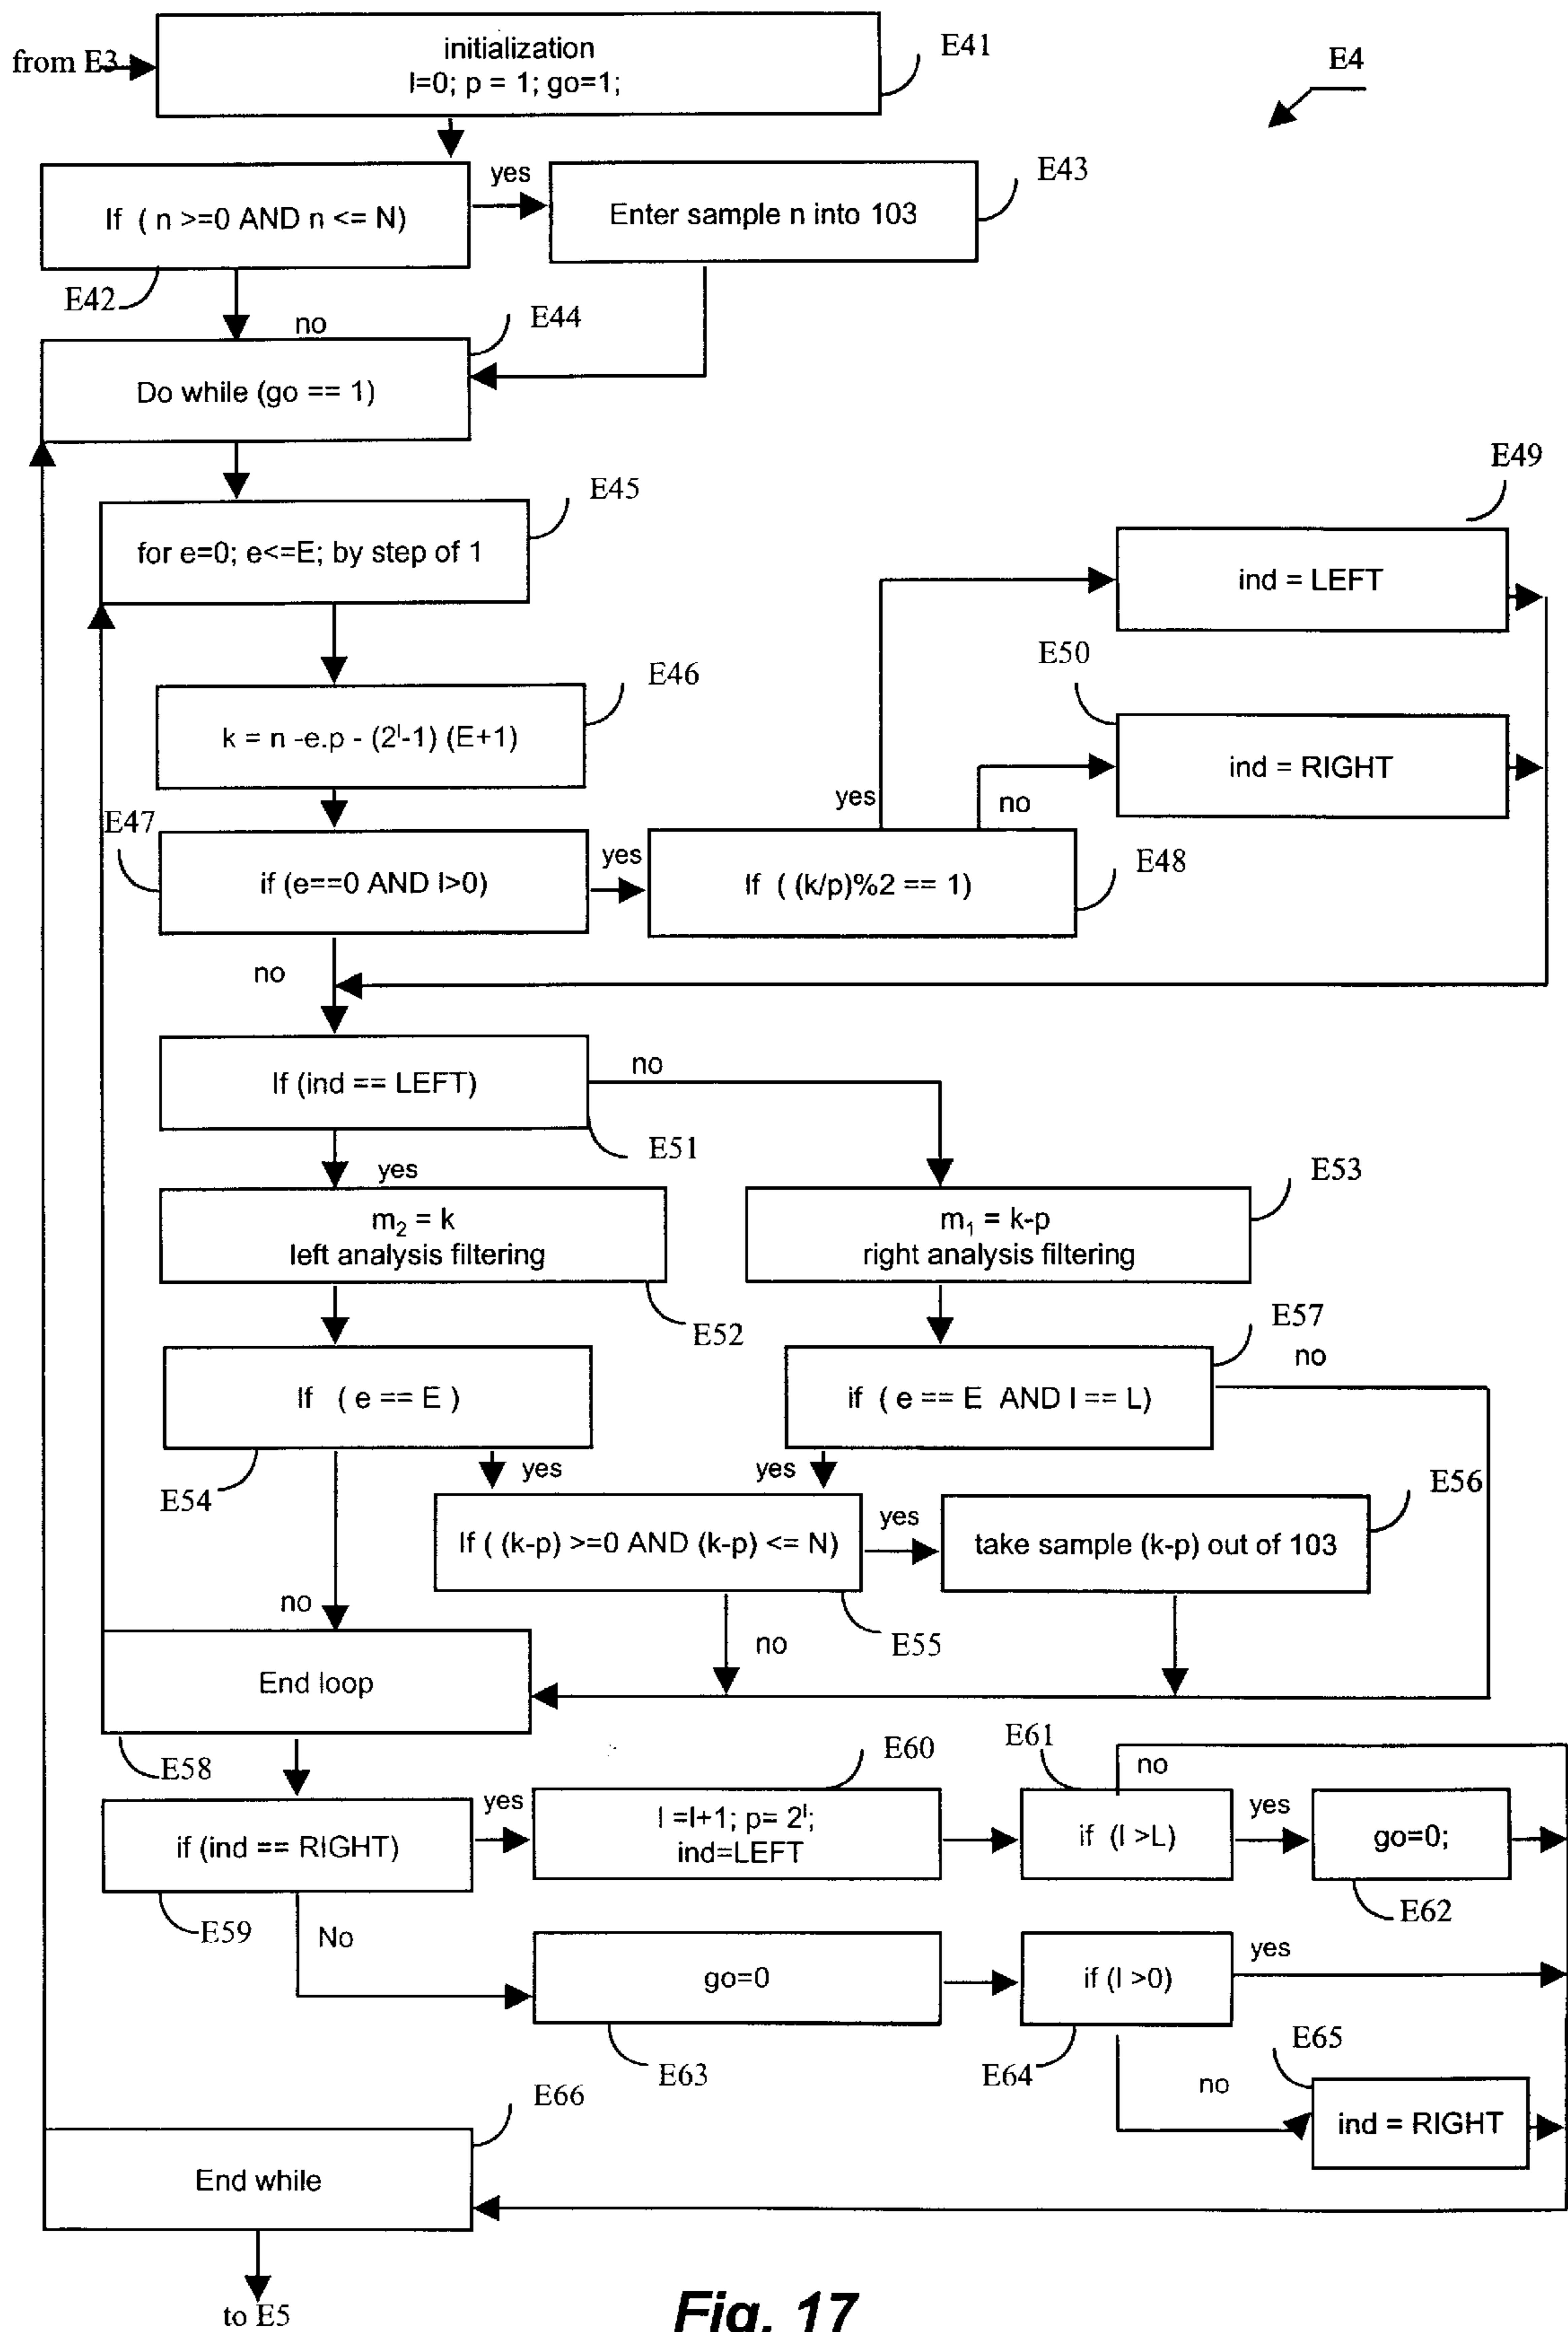 from E3
initialization
l=0; p = 1; go=1;
E41
E4
If ( n >=0 AND n <= N)
yes
Enter sample n into 103
E43
E42
no
E44
Do while (go == 1)
E45
for e=0; e<=E; by step of 1
E49
ind = LEFT
E46
k = n -e.p - (2ˡ-1) (E+1)
E50
ind = RIGHT
yes
no
E47
if (e==0 AND l>0)
yes
If ( (k/p)%2 == 1)
E48
no
If (ind == LEFT)
no
E51
yes
m₂ = k
left analysis filtering
E52
m₁ = k-p
right analysis filtering
E53
If ( e == E )
E54
if ( e == E AND l == L)
E57
no
yes
yes
If ( (k-p) >=0 AND (k-p) <= N)
yes
take sample (k-p) out of 103
E56
no
no
E55
End loop
E58
if (ind == RIGHT)
yes
E59
l =l+1; p= 2ˡ;
ind=LEFT
E60
E61
no
if (l >L)
yes
go=0;
E62
No
go=0
E63
if (l >0)
yes
E64
no
E65
ind = RIGHT
E66
End while
to E5
Fig. 17